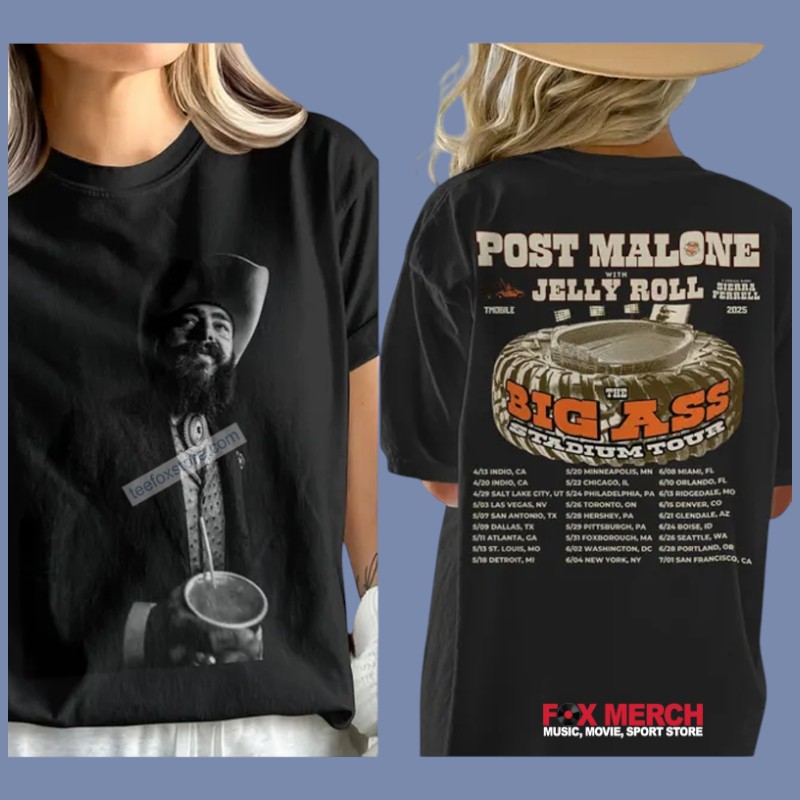 teefoxstore.com
POST MALONE
WITH
JELLY ROLL
SIERRA
FERRELL
TMOBILE
2025
THE
BIG ASS
STADIUM TOUR
4/13 INDIO, CA
4/20 INDIO, CA
4/29 SALT LAKE CITY, UT
5/03 LAS VEGAS, NV
5/07 SAN ANTONIO, TX
5/09 DALLAS, TX
5/11 ATLANTA, GA
5/13 ST. LOUIS, MO
5/18 DETROIT, MI
5/20 MINNEAPOLIS, MN
5/22 CHICAGO, IL
5/24 PHILADELPHIA, PA
5/26 TORONTO, ON
5/28 HERSHEY, PA
5/29 PITTSBURGH, PA
5/31 FOXBOROUGH, MA
6/02 WASHINGTON, DC
6/04 NEW YORK, NY
6/08 MIAMI, FL
6/10 ORLANDO, FL
6/13 RIDGEDALE, MO
6/15 DENVER, CO
6/21 GLENDALE, AZ
6/24 BOISE, ID
6/26 SEATTLE, WA
6/28 PORTLAND, OR
7/01 SAN FRANCISCO, CA
FOX MERCH
MUSIC, MOVIE, SPORT STORE